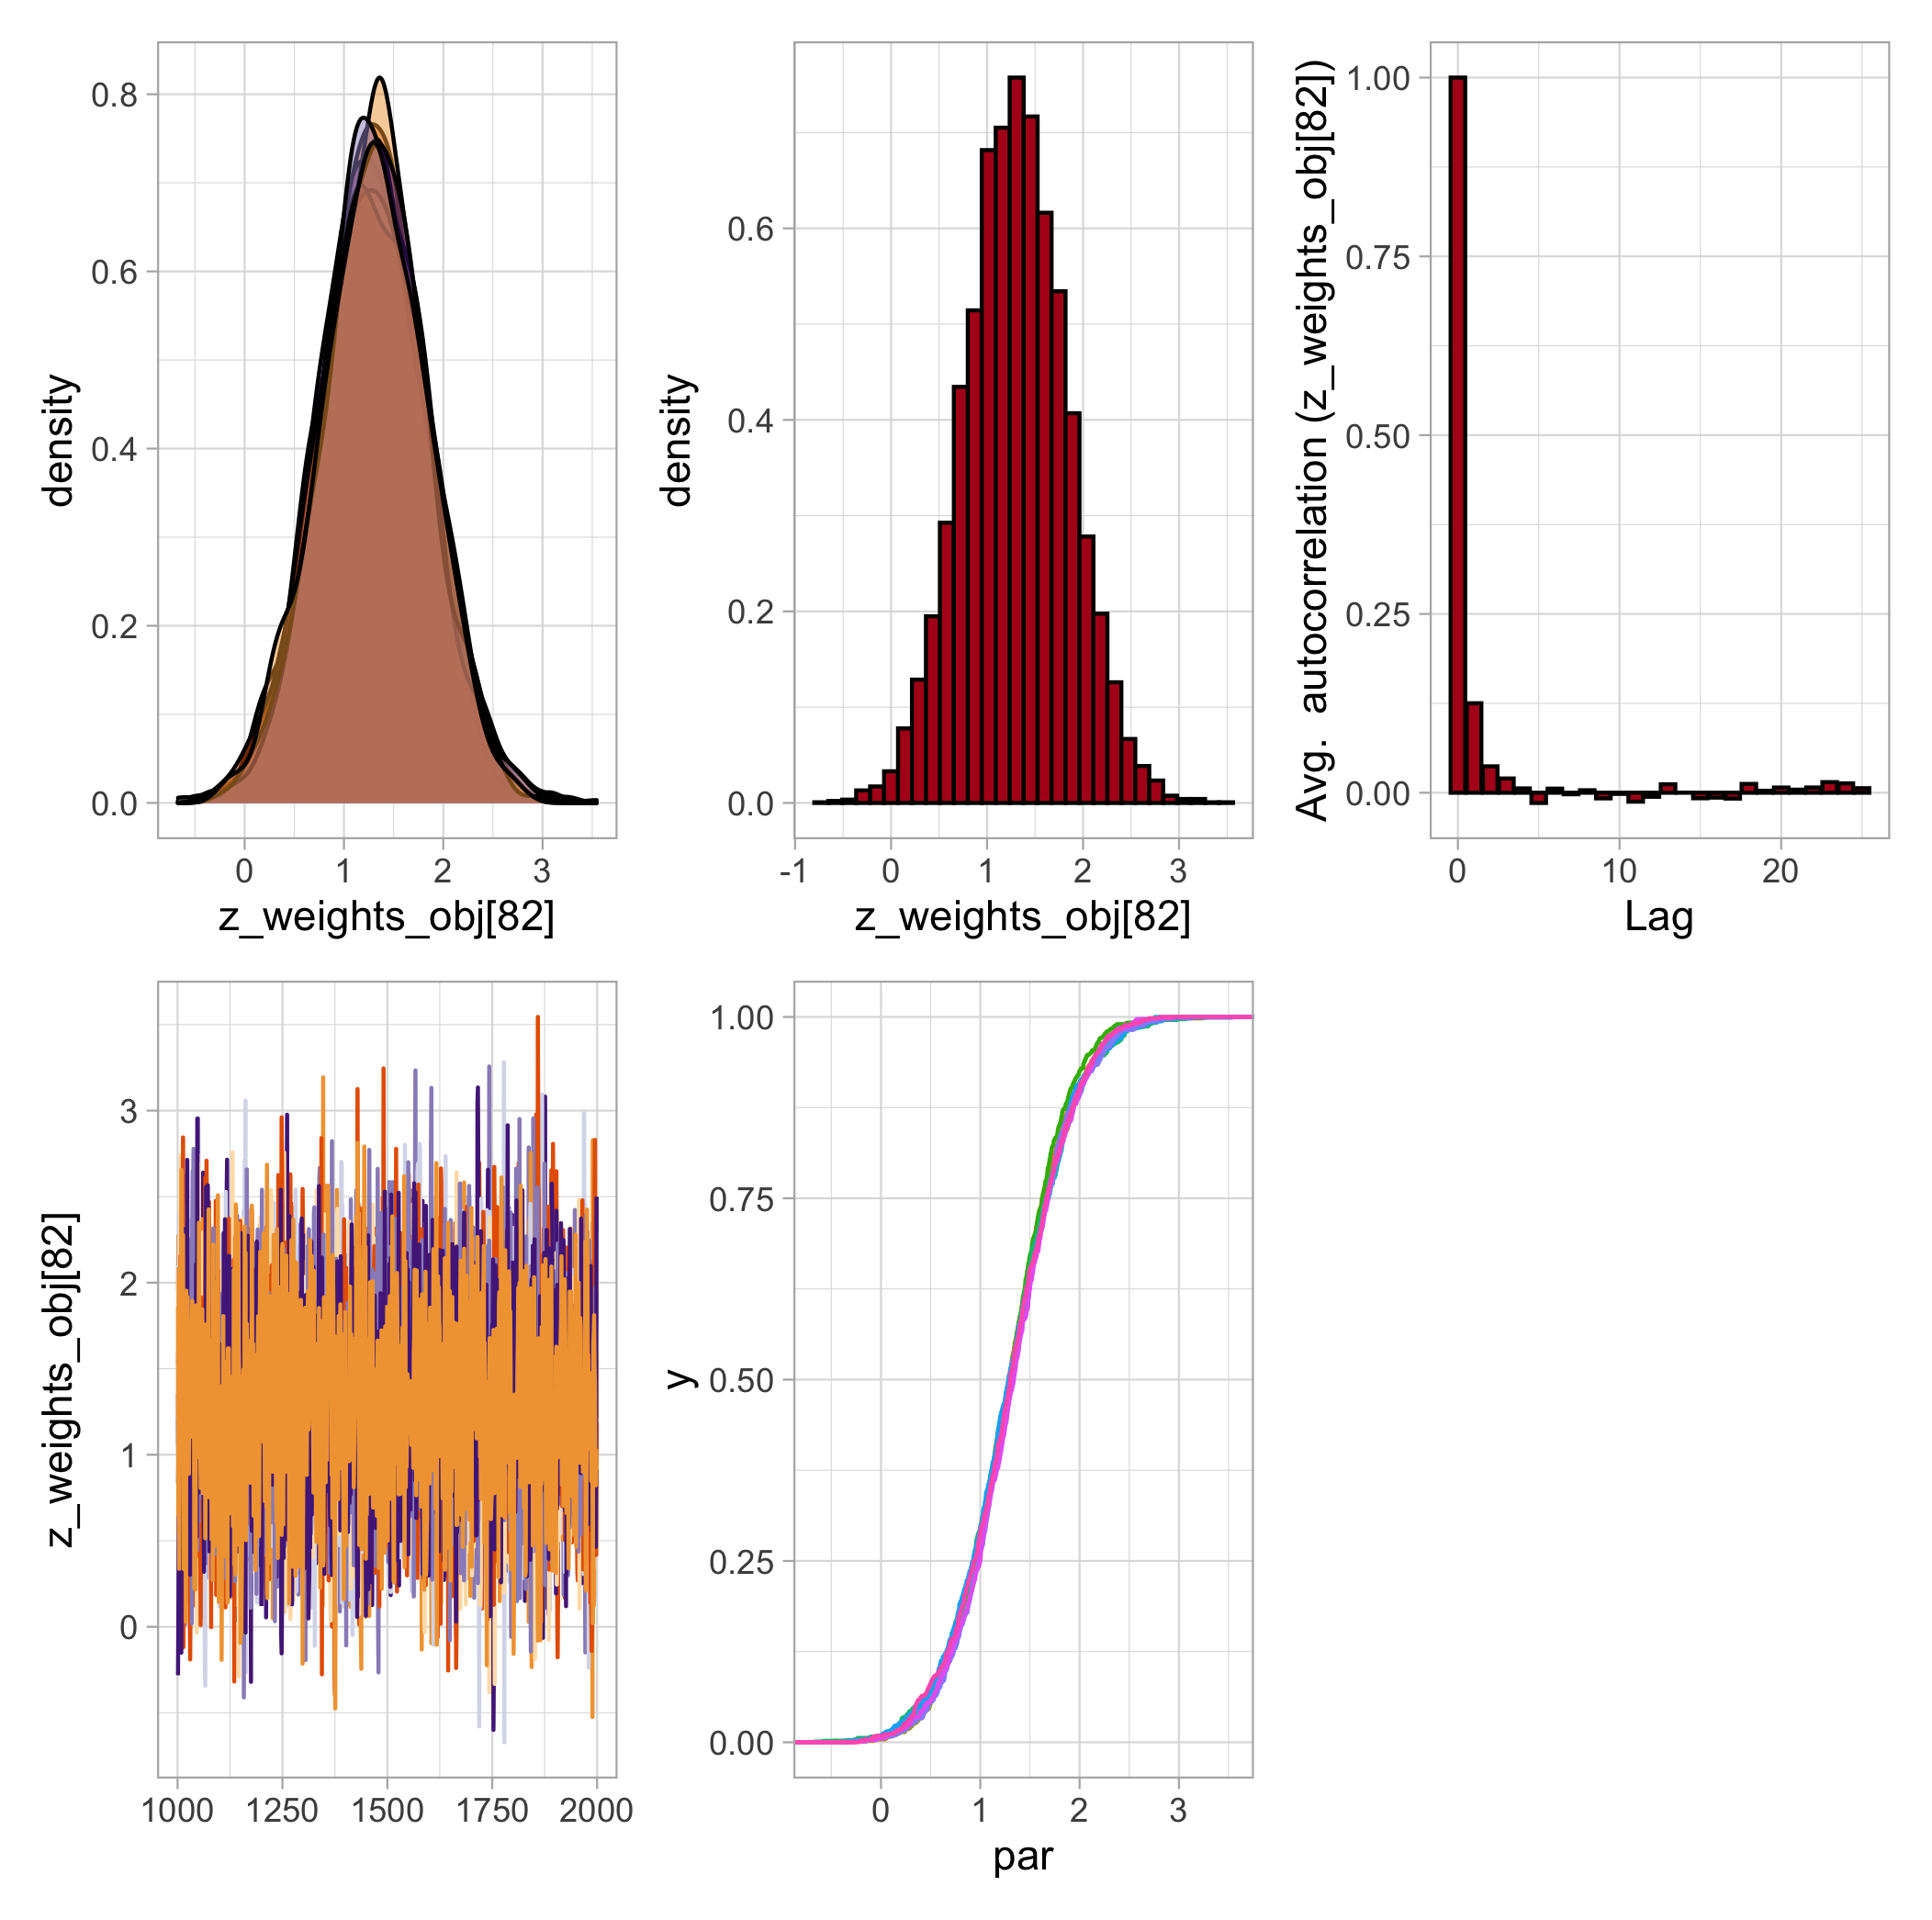 density
0.8
0.6
0.4
0.2
0.0
0 1 2 3
z_weights_obj[82]
density
0.6
0.4
0.2
0.0
-1 0 1 2 3
z_weights_obj[82]
Avg. autocorrelation (z_weights_obj[82])
1.00
0.75
0.50
0.25
0.00
0 10 20
Lag
z_weights_obj[82]
3
2
1
0
1000 1250 1500 1750 2000
y
1.00
0.75
0.50
0.25
0.00
0 1 2 3
par